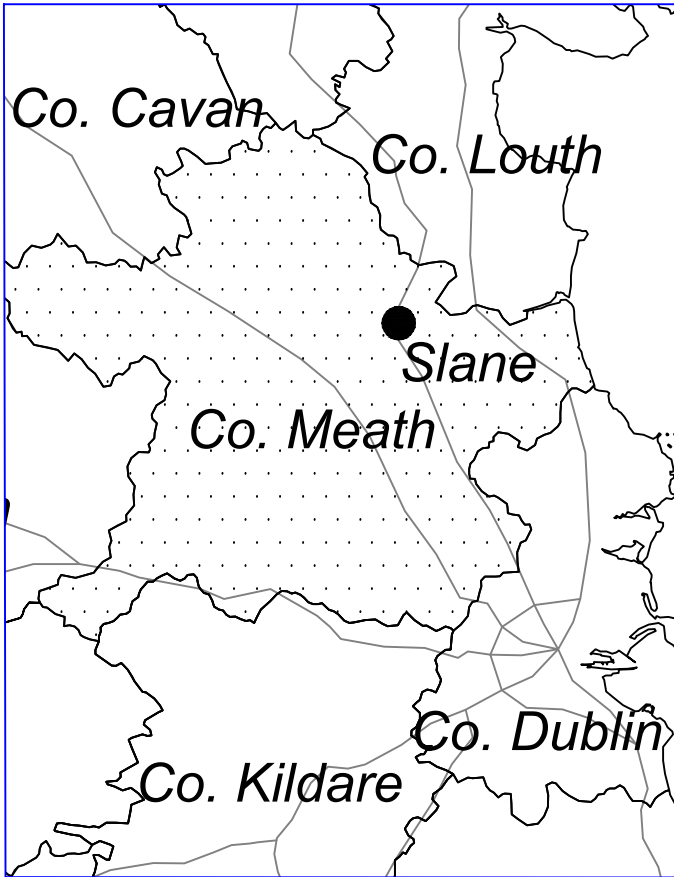 Co. Cavan
Co. Louth
Slane
Co. Meath
Co. Dublin
Co. Kildare